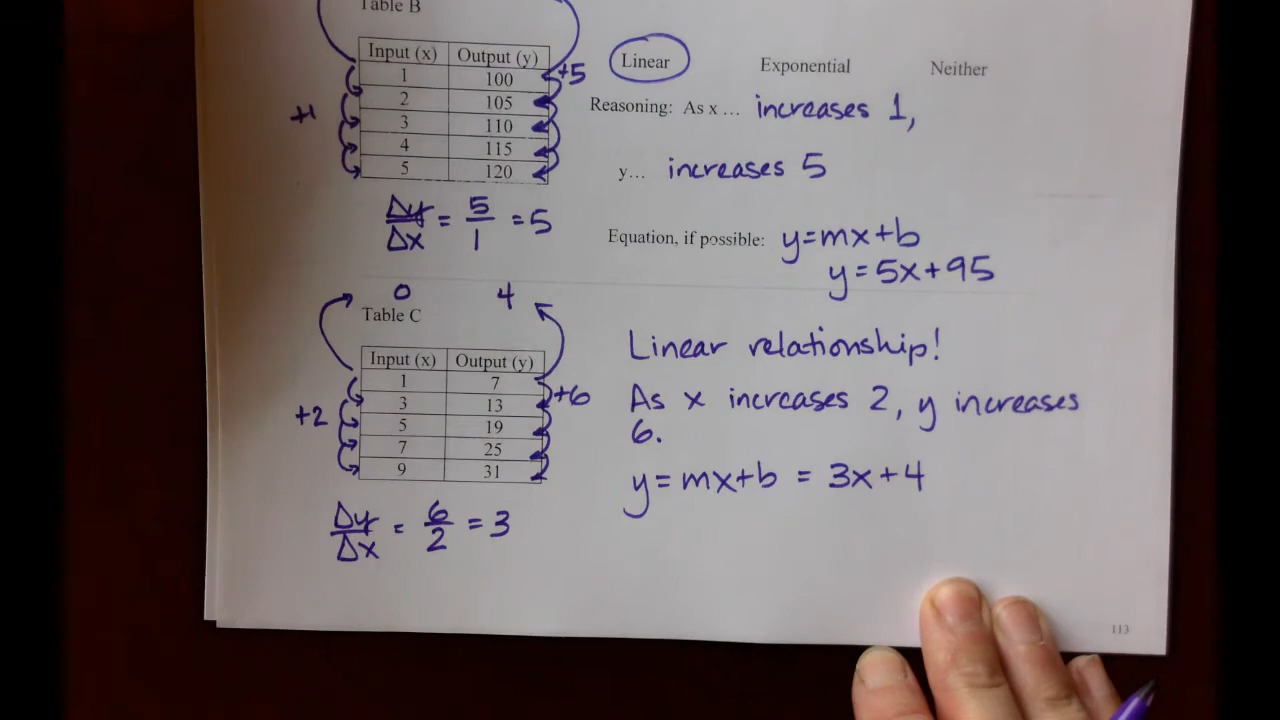 Table B
Input (x) Output (y)
1 100
2 105
3 110
4 115
5 120
+1
+5
Δy/Δx = 5/1 = 5
Linear Exponential Neither
Reasoning: As x ... increases 1,
y... increases 5
Equation, if possible: y=mx+b
y=5x+95
0 4
Table C
Input (x) Output (y)
1 7
3 13
5 19
7 25
9 31
+2
+6
Δy/Δx = 6/2 = 3
Linear relationship!
As x increases 2, y increases
6.
y=mx+b = 3x+4
113